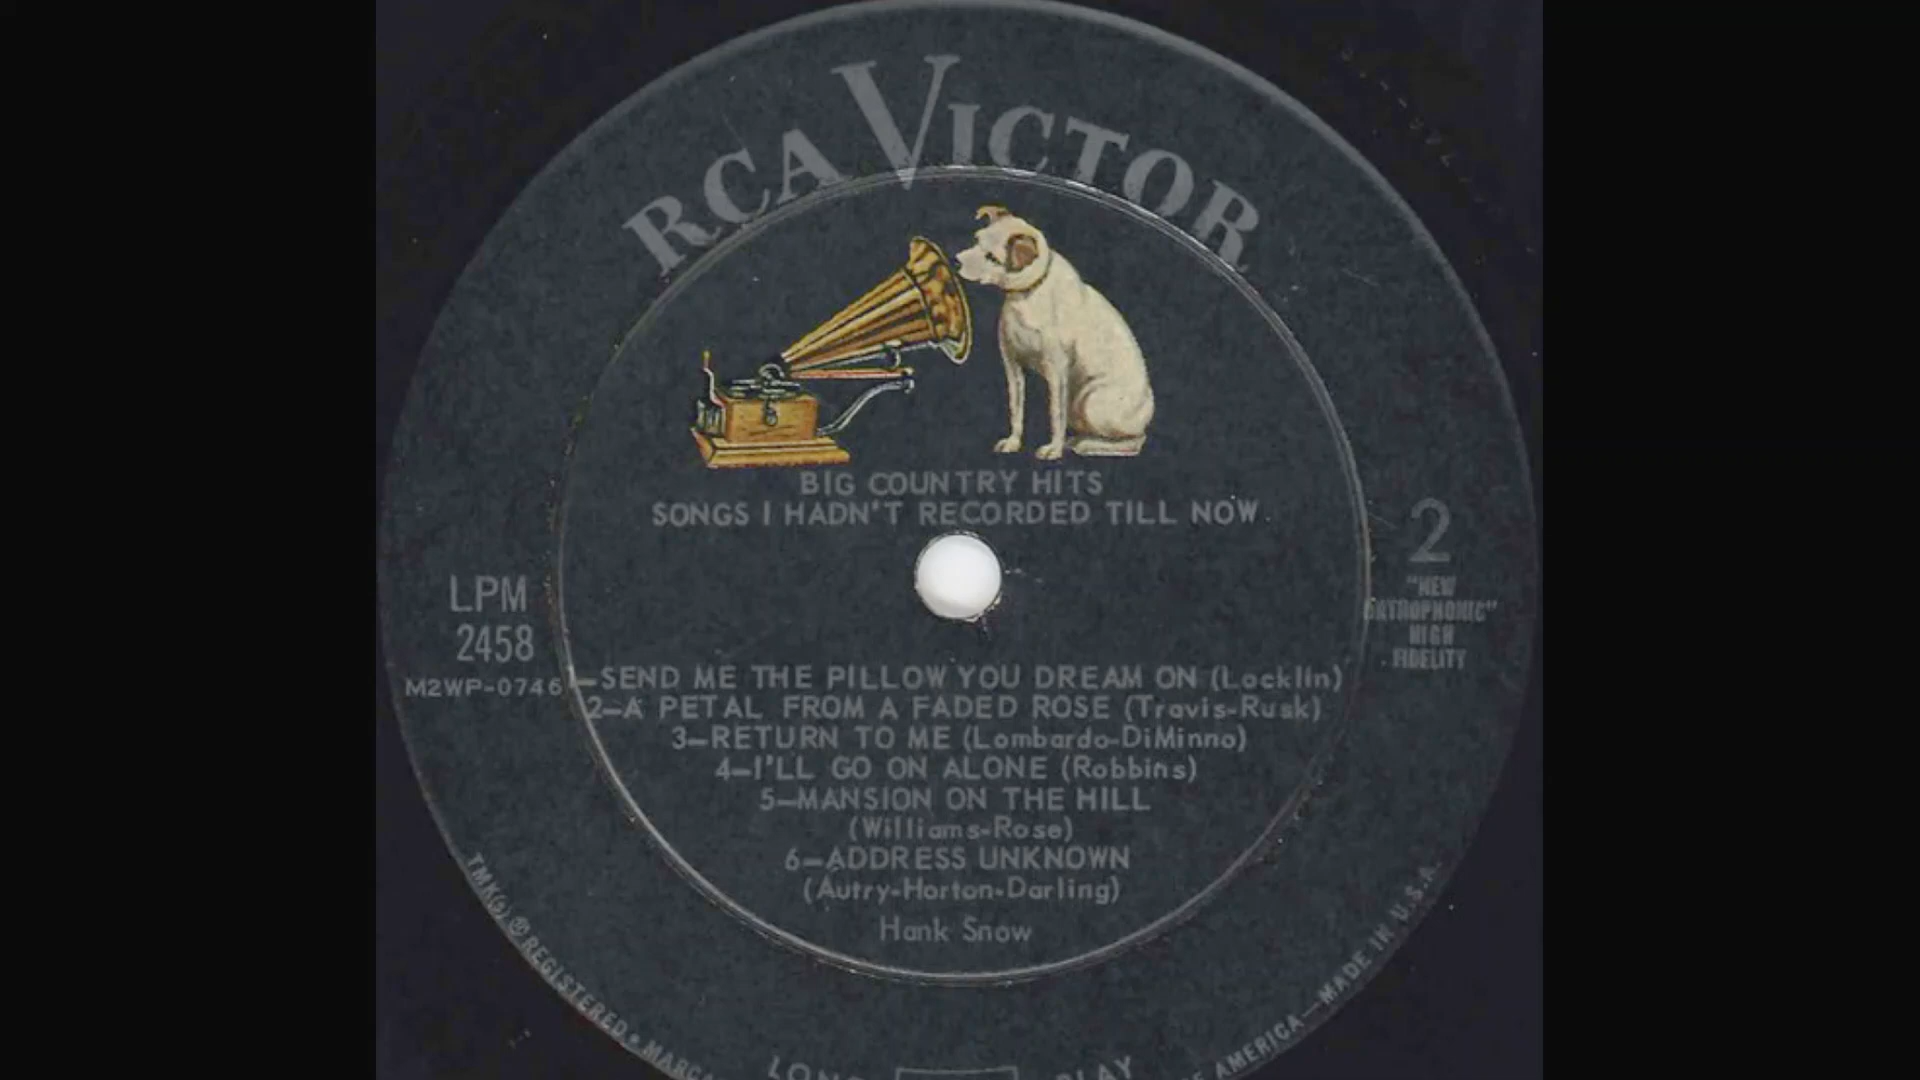 RCA VICTOR
BIG COUNTRY HITS
SONGS I HADN'T RECORDED TILL NOW
LPM
2458
M2WP-0746
2
"NEW
ORTHOPHONIC"
HIGH
FIDELITY
1-SEND ME THE PILLOW YOU DREAM ON (Locklin)
2-A PETAL FROM A FADED ROSE (Travis-Rusk)
3-RETURN TO ME (Lombardo-DiMinno)
4-I'LL GO ON ALONE (Robbins)
5-MANSION ON THE HILL
(Williams-Rose)
6-ADDRESS UNKNOWN
(Autry-Horton-Darling)
Hank Snow
TMK(s) ® REGISTERED • MARCA
LONG PLAY
AMERICA-MADE IN U.S.A.